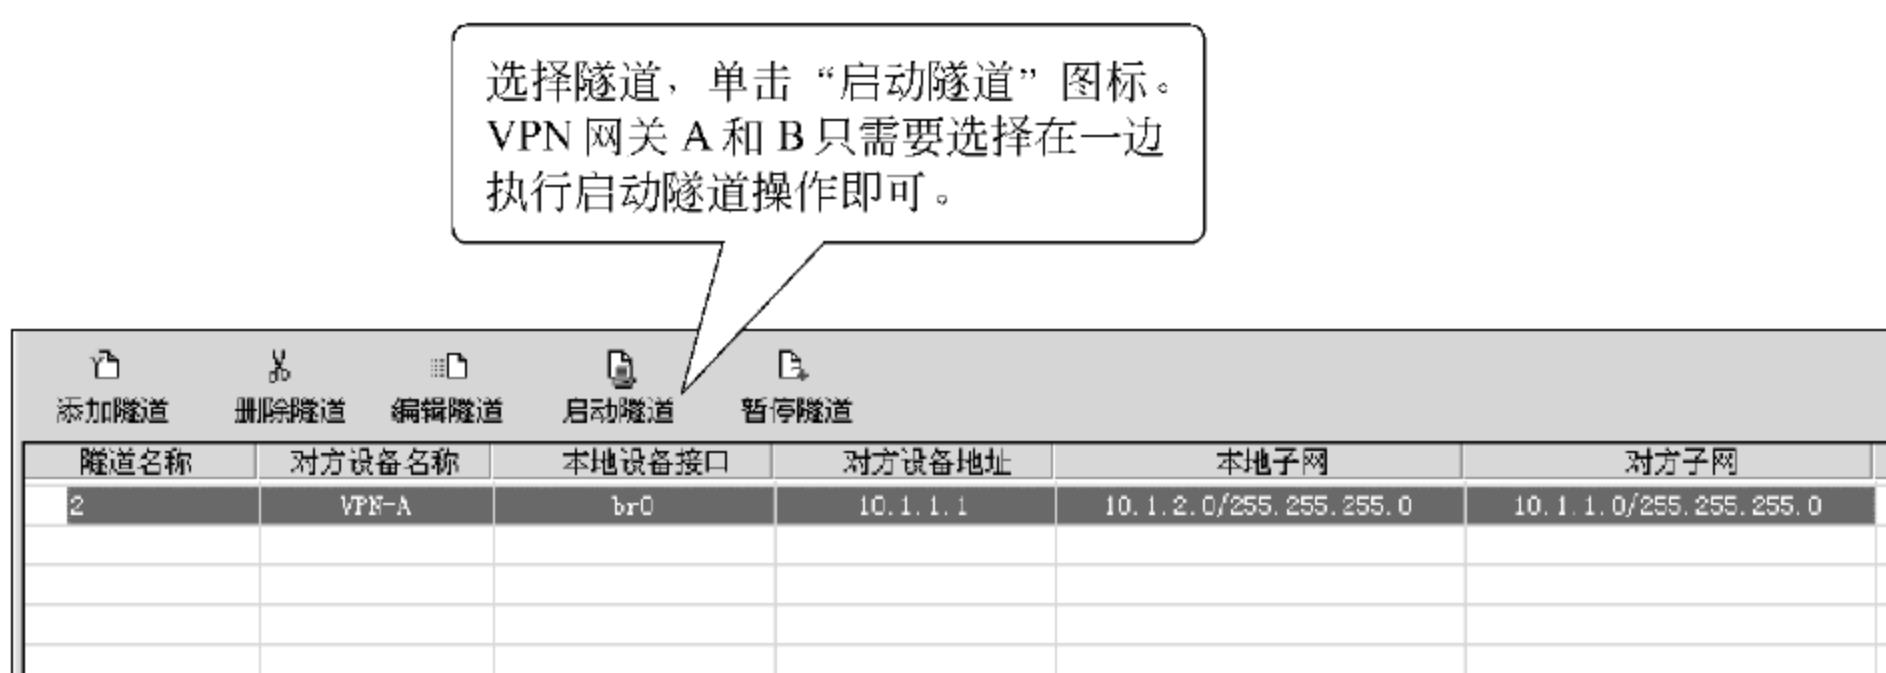 选择隧道，单击“启动隧道”图标。
VPN 网关 A 和 B 只需要选择在一边
执行启动隧道操作即可。
添加隧道 删除隧道 编辑隧道 启动隧道 暂停隧道
隧道名称 对方设备名称 本地设备接口 对方设备地址 本地子网 对方子网
2 VPN-A br0 10.1.1.1 10.1.2.0/255.255.255.0 10.1.1.0/255.255.255.0